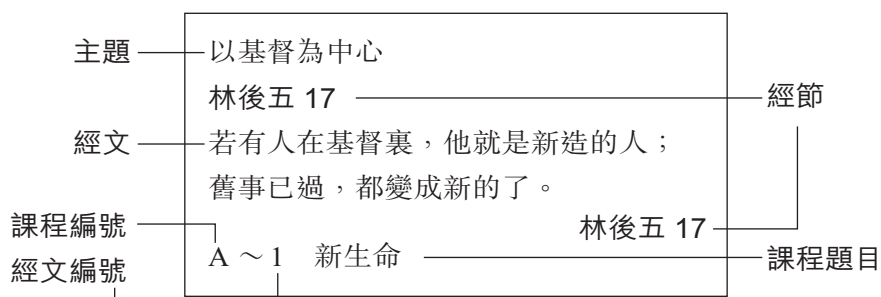 主題 以基督為中心
林後五 17 經節
經文 若有人在基督裏，他就是新造的人；
舊事已過，都變成新的了。
林後五 17
課程編號
A ～ 1 新生命 課程題目
經文編號